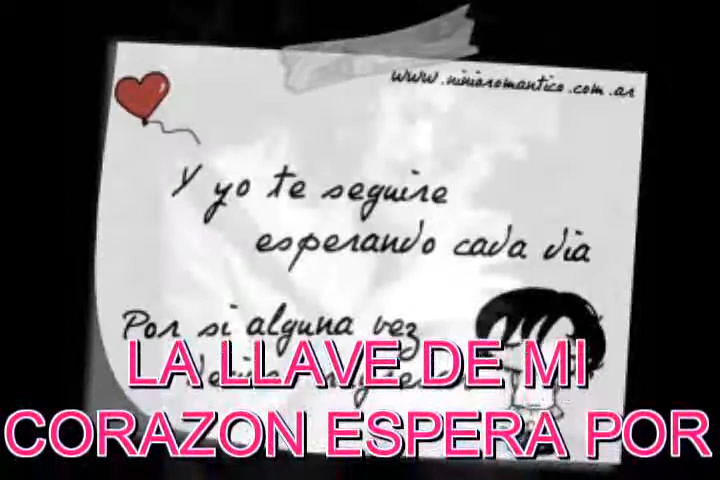 www.ninioromantico.com.ar
Y yo te seguire
esperando cada dia
Por si alguna vez
LA LLAVE DE MI
CORAZON ESPERA POR